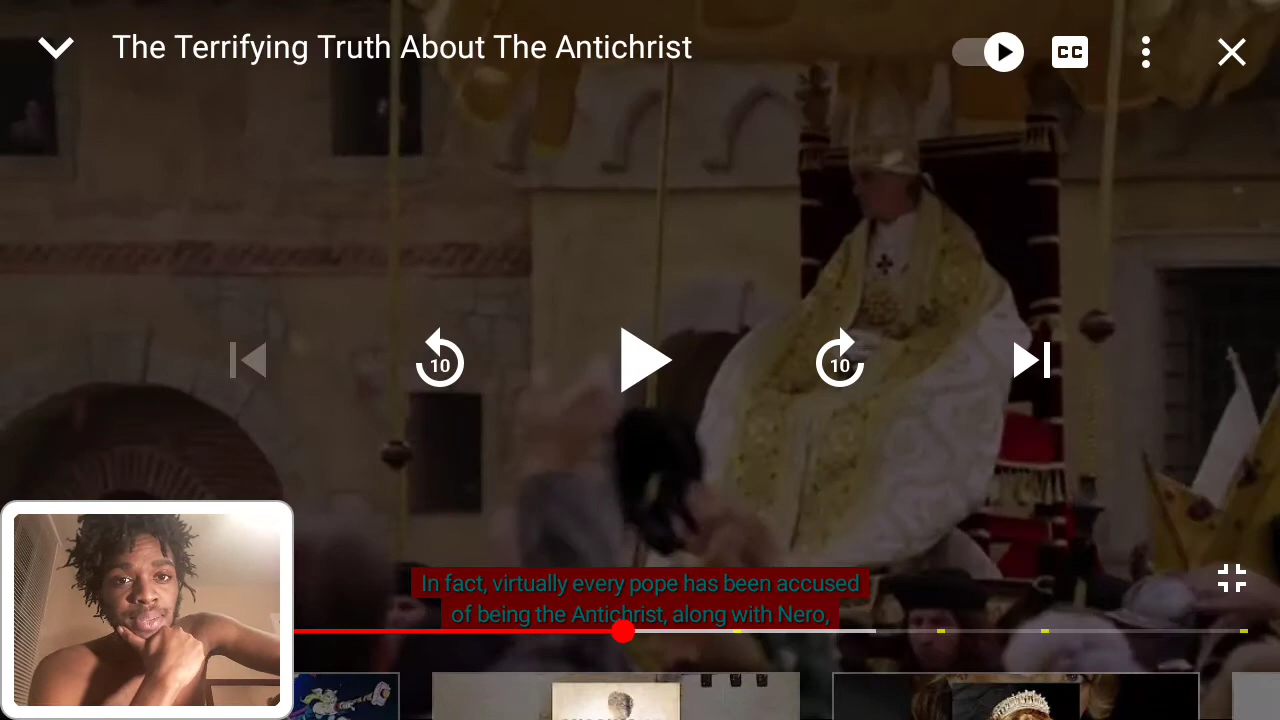 The Terrifying Truth About The Antichrist
CC
10
10
In fact, virtually every pope has been accused
of being the Antichrist, along with Nero,